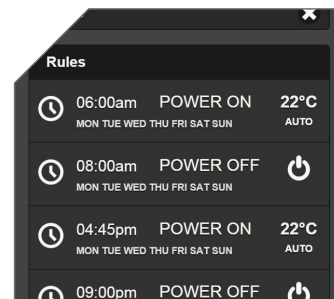 Rules
06:00am POWER ON 22°C
MON TUE WED THU FRI SAT SUN AUTO
08:00am POWER OFF
MON TUE WED THU FRI SAT SUN
04:45pm POWER ON 22°C
MON TUE WED THU FRI SAT SUN AUTO
09:00pm POWER OFF